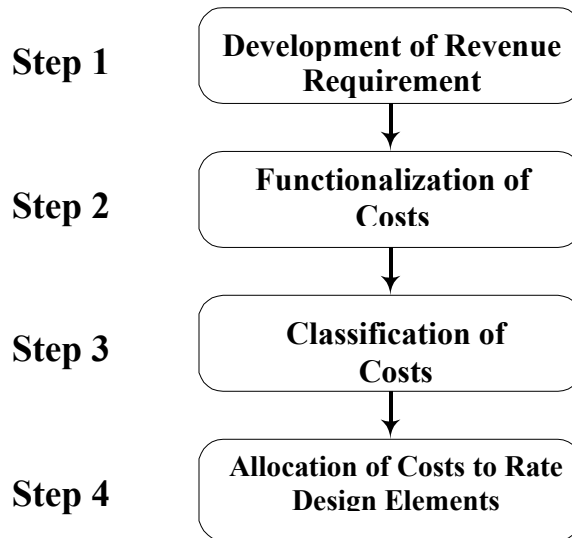 Step 1
Development of Revenue
Requirement
Step 2
Functionalization of
Costs
Step 3
Classification of
Costs
Step 4
Allocation of Costs to Rate
Design Elements